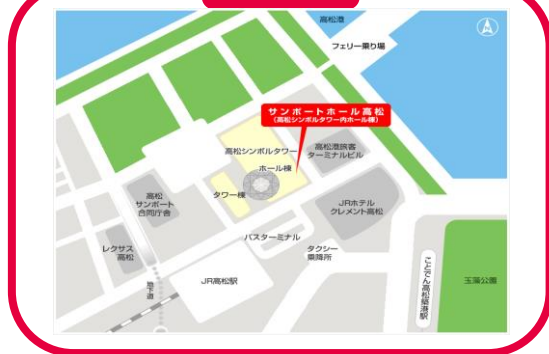 高松港
フェリー乗り場
サンポートホール高松
(高松シンボルタワー内ホール棟)
高松シンボルタワー
ホール棟
高松港旅客
ターミナルビル
タワー棟
高松
サンポート
合同庁舎
JRホテル
クレメント高松
レクサス
高松
バスターミナル
タクシー
乗降所
地下道
JR高松駅
ことでん高松築港駅
玉藻公園